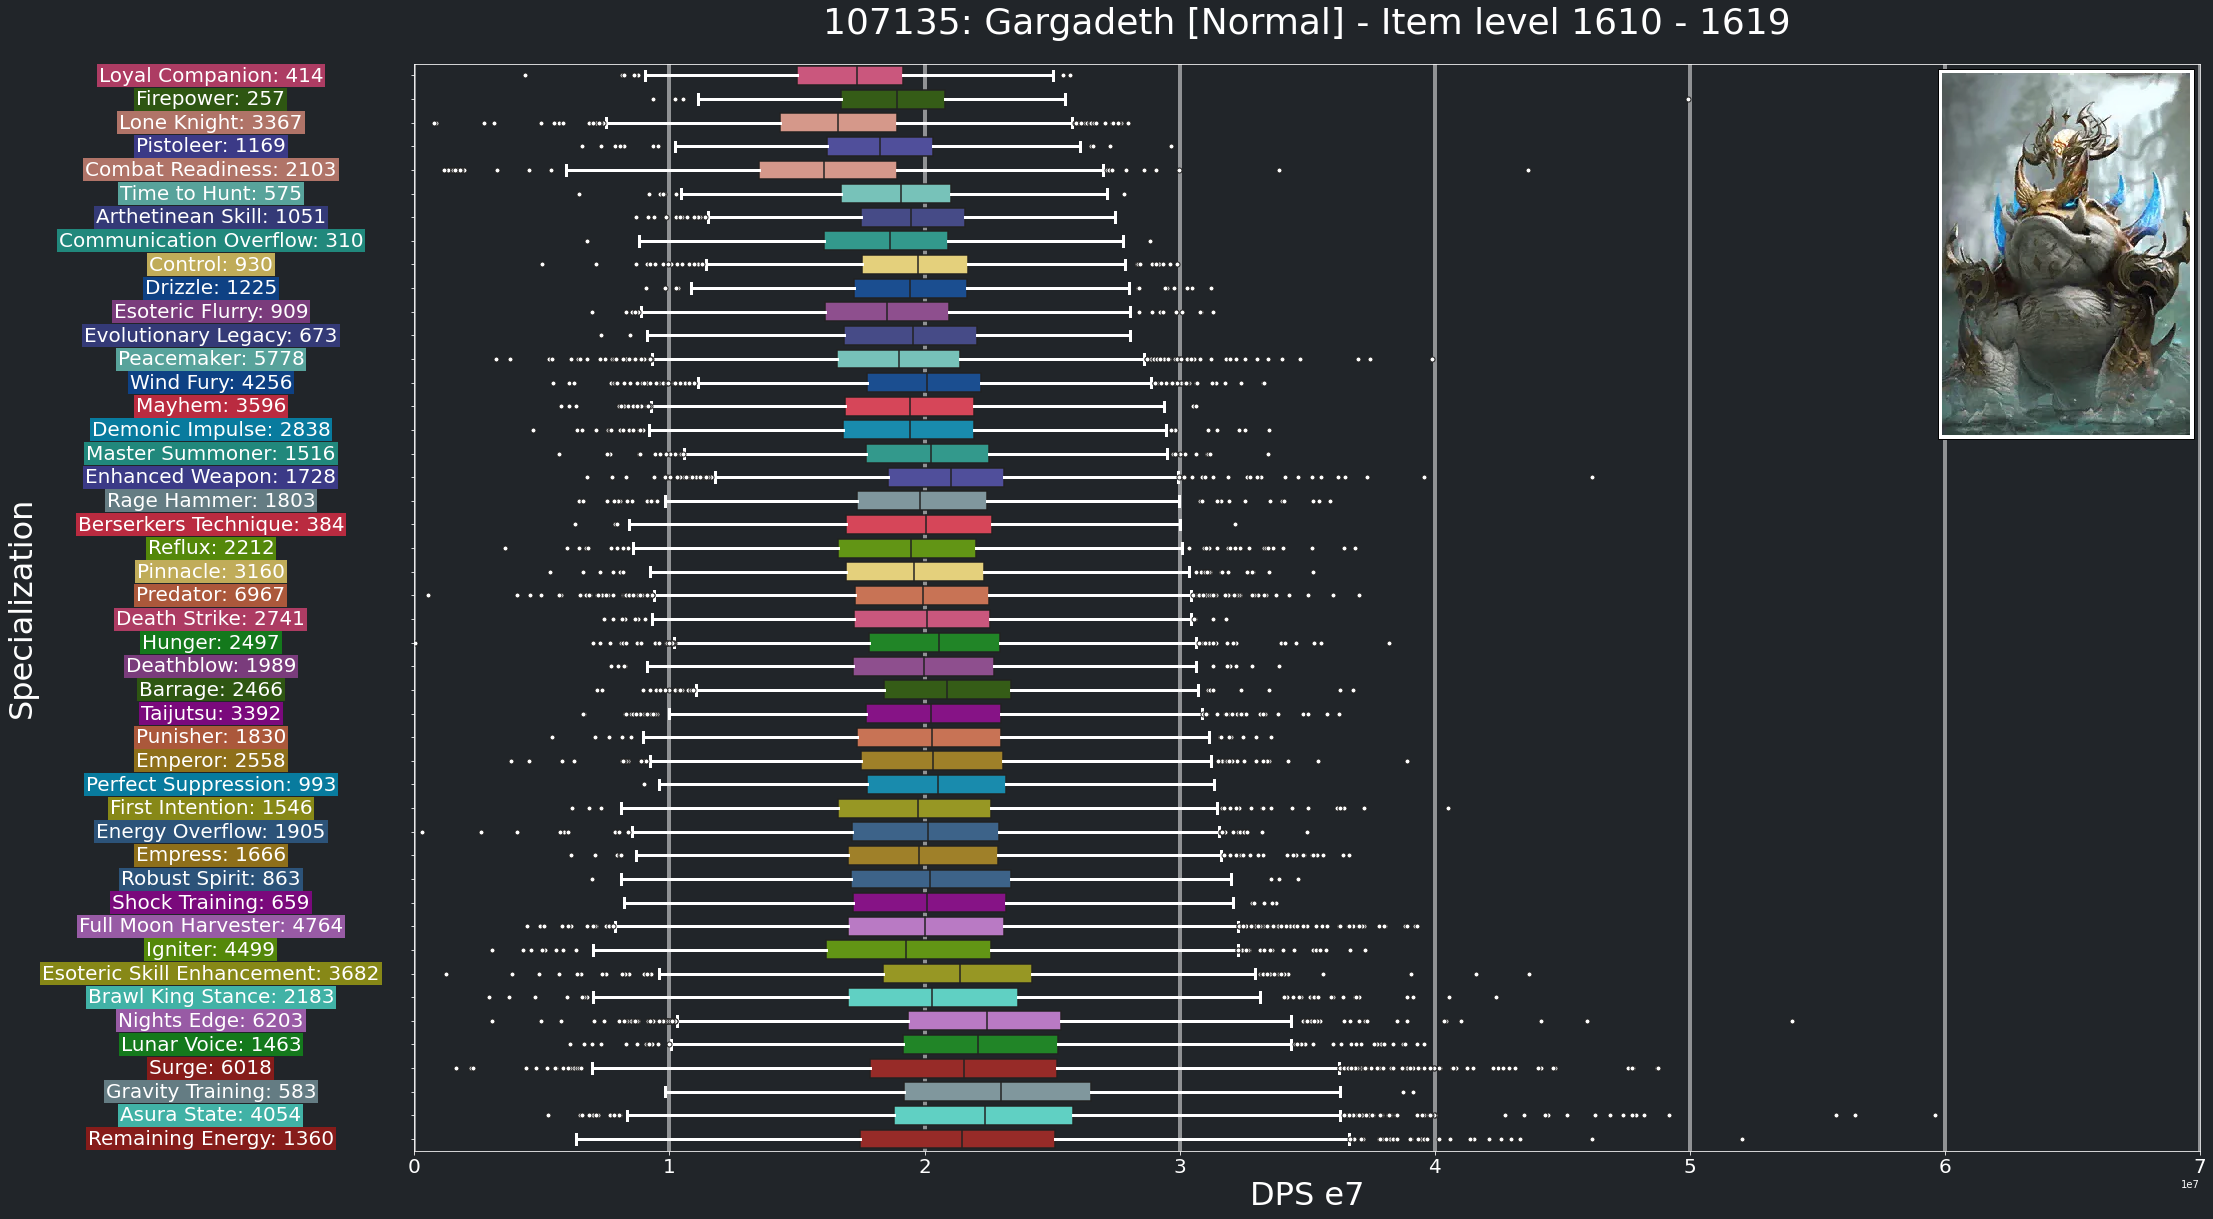 107135: Gargadeth [Normal] - Item level 1610 - 1619
Specialization
Loyal Companion: 414
Firepower: 257
Lone Knight: 3367
Pistoleer: 1169
Combat Readiness: 2103
Time to Hunt: 575
Arthetinean Skill: 1051
Communication Overflow: 310
Control: 930
Drizzle: 1225
Esoteric Flurry: 909
Evolutionary Legacy: 673
Peacemaker: 5778
Wind Fury: 4256
Mayhem: 3596
Demonic Impulse: 2838
Master Summoner: 1516
Enhanced Weapon: 1728
Rage Hammer: 1803
Berserkers Technique: 384
Reflux: 2212
Pinnacle: 3160
Predator: 6967
Death Strike: 2741
Hunger: 2497
Deathblow: 1989
Barrage: 2466
Taijutsu: 3392
Punisher: 1830
Emperor: 2558
Perfect Suppression: 993
First Intention: 1546
Energy Overflow: 1905
Empress: 1666
Robust Spirit: 863
Shock Training: 659
Full Moon Harvester: 4764
Igniter: 4499
Esoteric Skill Enhancement: 3682
Brawl King Stance: 2183
Nights Edge: 6203
Lunar Voice: 1463
Surge: 6018
Gravity Training: 583
Asura State: 4054
Remaining Energy: 1360
0 1 2 3 4 5 6 7
DPS e7
1e7